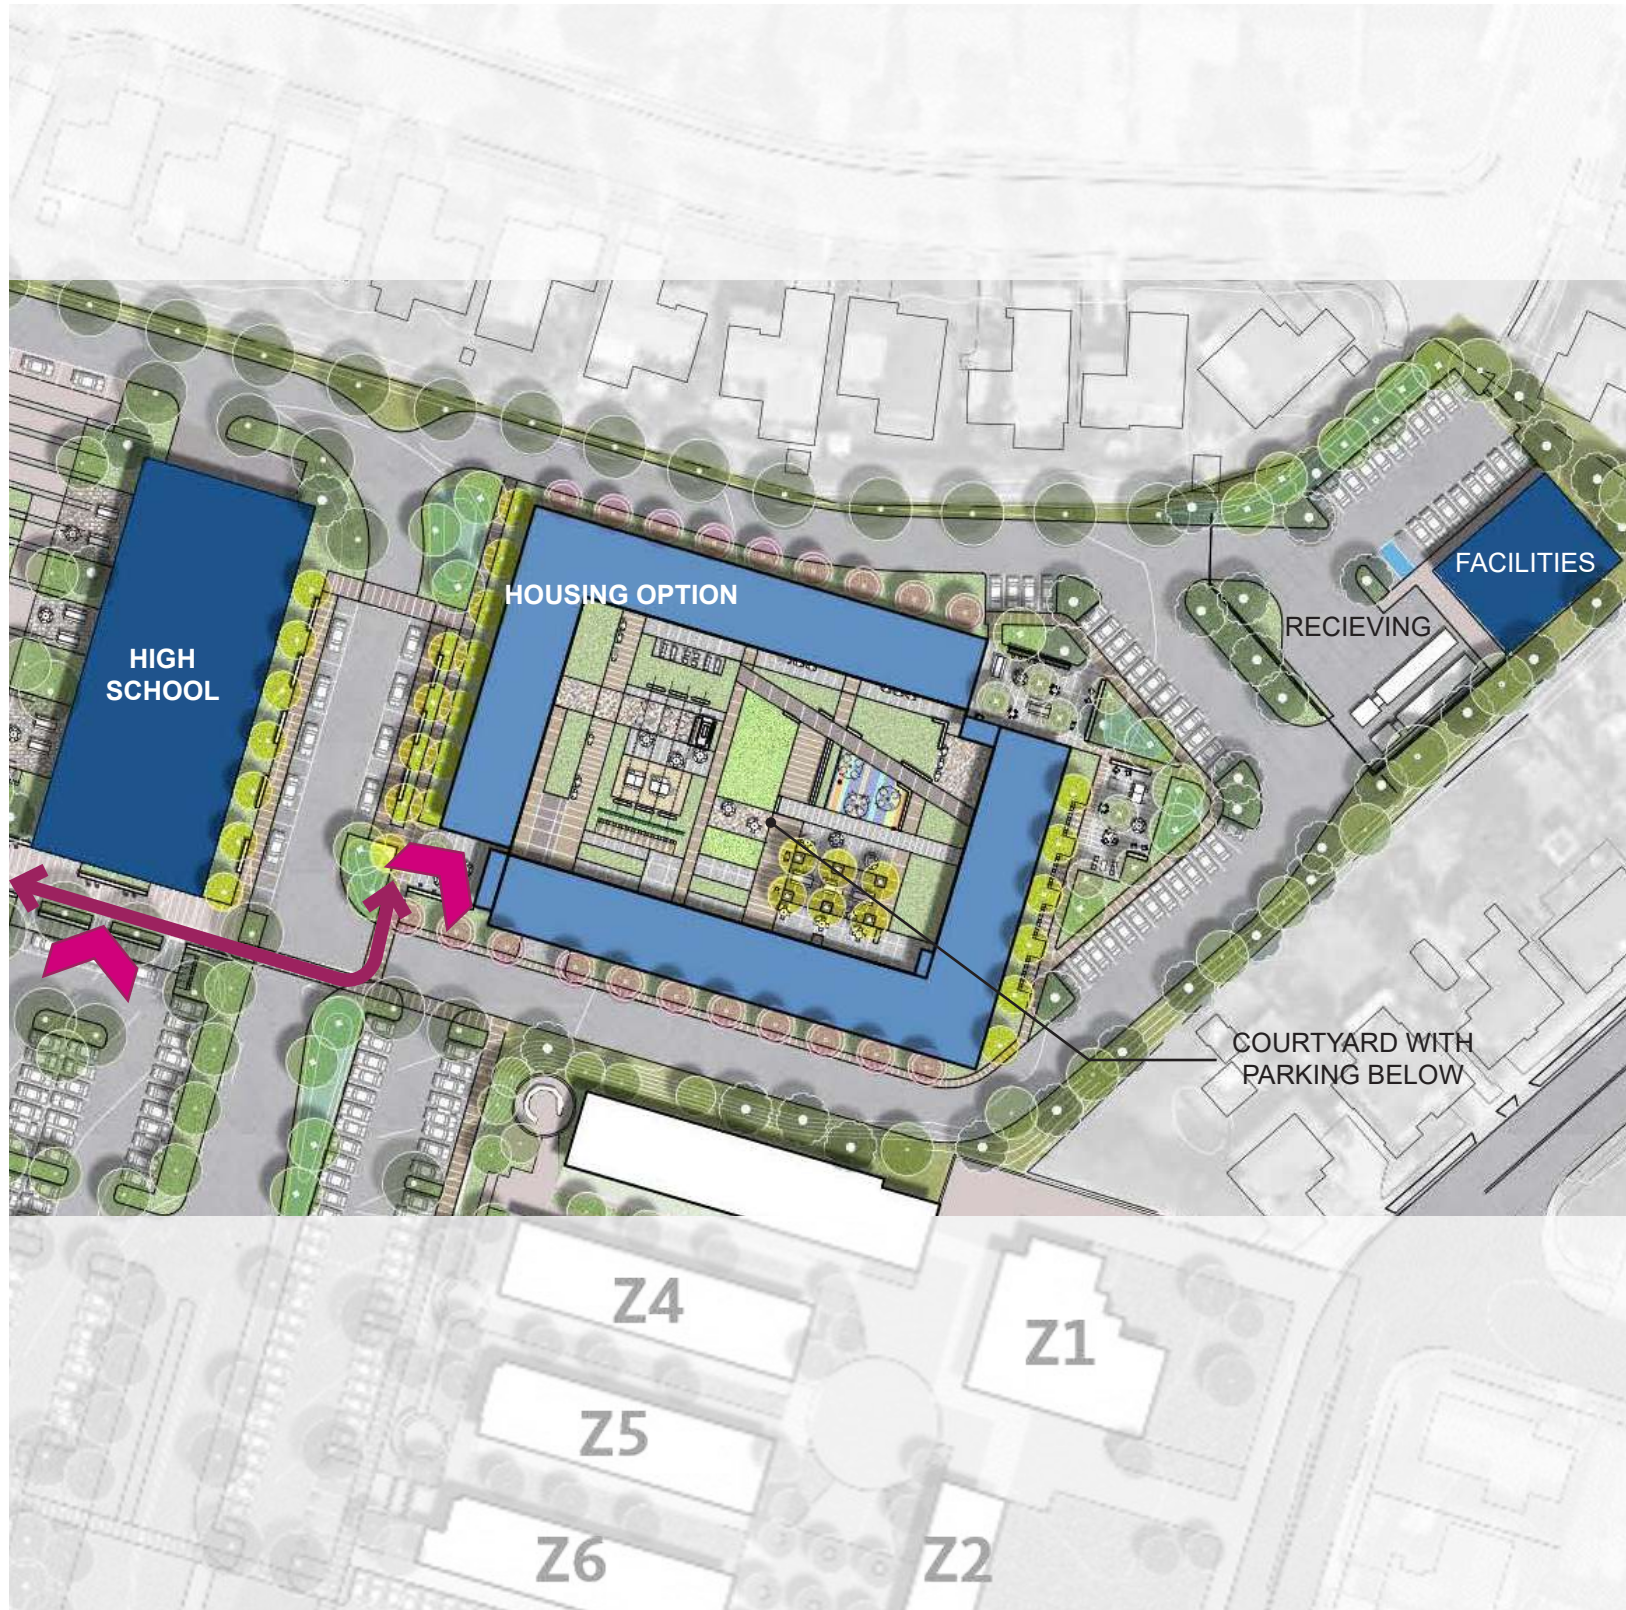 HOUSING OPTION
HIGH
SCHOOL
FACILITIES
RECIEVING
COURTYARD WITH
PARKING BELOW
Z4
Z1
Z5
Z6
Z2